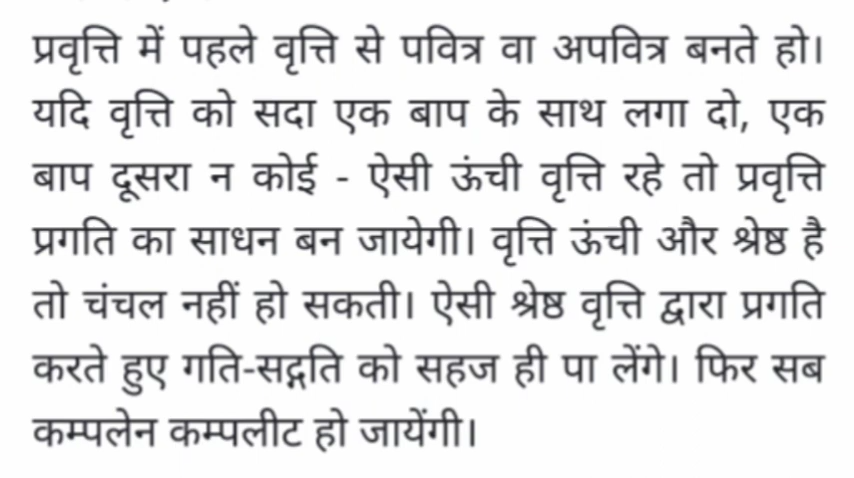 प्रवृत्ति में पहले वृत्ति से पवित्र वा अपवित्र बनते हो।
यदि वृत्ति को सदा एक बाप के साथ लगा दो, एक
बाप दूसरा न कोई - ऐसी ऊंची वृत्ति रहे तो प्रवृत्ति
प्रगति का साधन बन जायेगी। वृत्ति ऊंची और श्रेष्ठ है
तो चंचल नहीं हो सकती। ऐसी श्रेष्ठ वृत्ति द्वारा प्रगति
करते हुए गति-सद्गति को सहज ही पा लेंगे। फिर सब
कम्पलेन कम्पलीट हो जायेंगी।